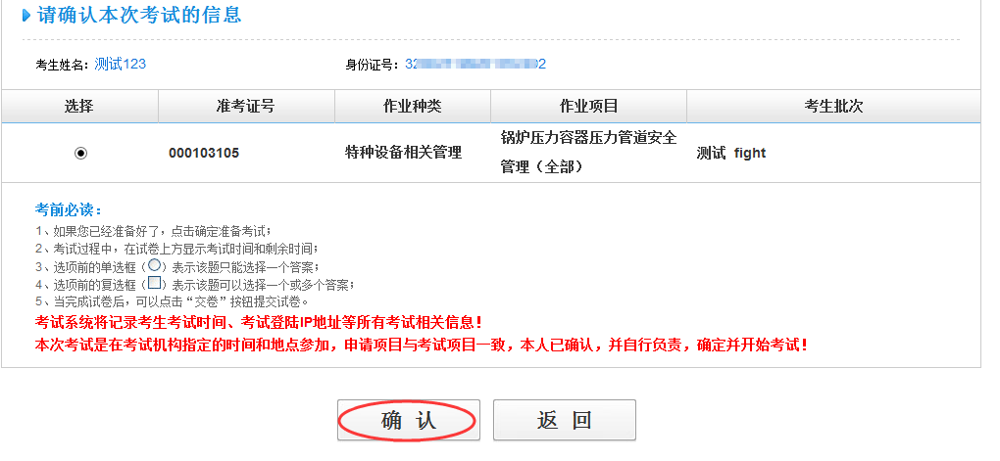 请确认本次考试的信息
考生姓名：测试123 身份证号：32 02
选择 准考证号 作业种类 作业项目 考生批次
000103105 特种设备相关管理 锅炉压力容器压力管道安全 测试 fight
管理（全部）
考前必读：
1、如果您已经准备好了，点击确定准备考试；
2、考试过程中，在试卷上方显示考试时间和剩余时间；
3、选项前的单选框（）表示该题只能选择一个答案；
4、选项前的复选框（）表示该题可以选择一个或多个答案；
5、当完成试卷后，可以点击“交卷”按钮提交试卷。
考试系统将记录考生考试时间、考试登陆IP地址等所有考试相关信息！
本次考试是在考试机构指定的时间和地点参加，申请项目与考试项目一致，本人已确认，并自行负责，确定并开始考试！
确 认 返 回